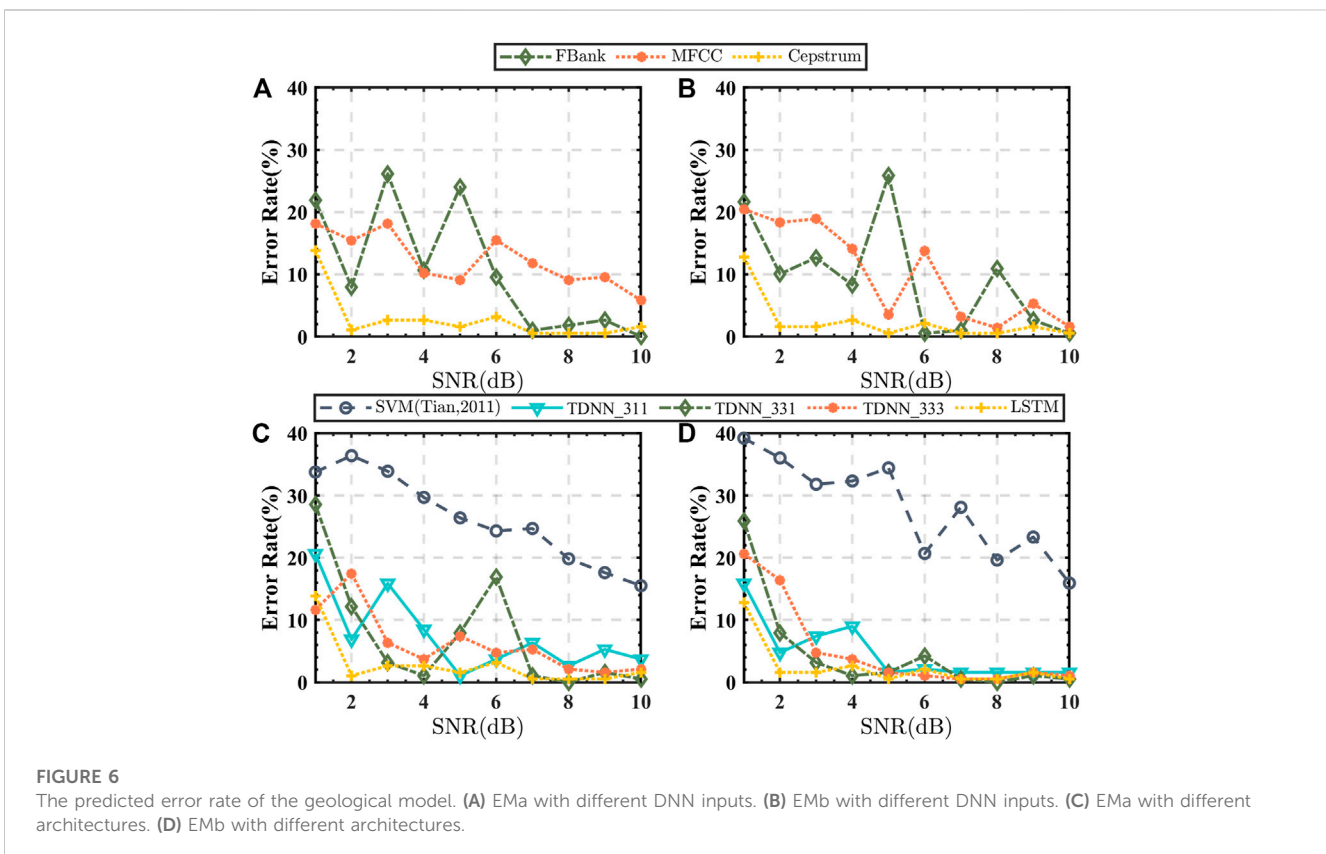 FBank MFCC Cepstrum
A B
40 40
30 30
20 20
10 10
0 0
Error Rate(%) Error Rate(%)
2 4 6 8 10 2 4 6 8 10
SNR(dB) SNR(dB)
SVM(Tian,2011) TDNN_311 TDNN_331 TDNN_333 LSTM
C D
40 40
30 30
20 20
10 10
0 0
Error Rate(%) Error Rate(%)
2 4 6 8 10 2 4 6 8 10
SNR(dB) SNR(dB)
FIGURE 6
The predicted error rate of the geological model. (A) EMa with different DNN inputs. (B) EMb with different DNN inputs. (C) EMa with different
architectures. (D) EMb with different architectures.